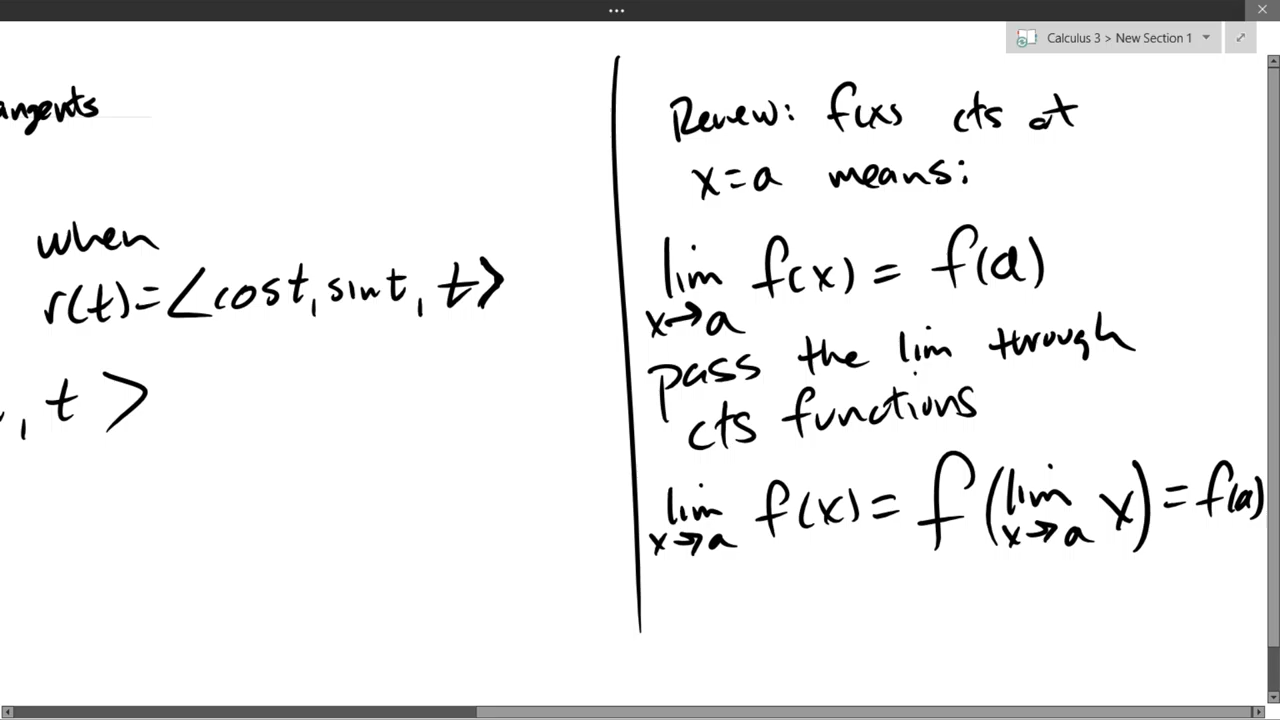 Calculus 3 > New Section 1
angents
when
r(t)=<cost, sint, t>
, t >
Review: f(x) cts at
x=a means:
lim f(x) = f(a)
x→a
pass the lim through
cts functions
lim f(x) = f(lim x) = f(a)
x→a x→a